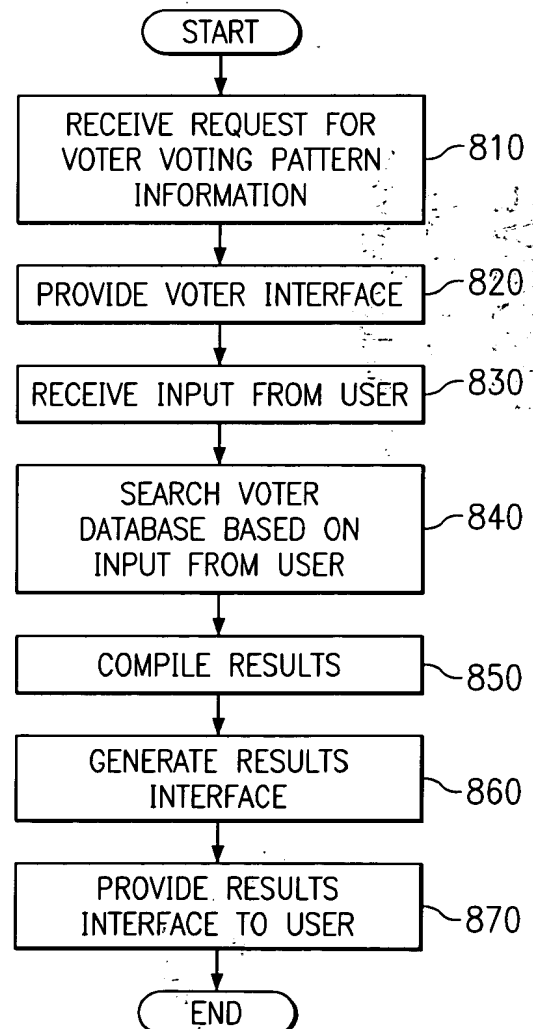 START
RECEIVE REQUEST FOR
VOTER VOTING PATTERN
INFORMATION
810
PROVIDE VOTER INTERFACE
820
RECEIVE INPUT FROM USER
830
SEARCH VOTER
DATABASE BASED ON
INPUT FROM USER
840
COMPILE RESULTS
850
GENERATE RESULTS
INTERFACE
860
PROVIDE RESULTS
INTERFACE TO USER
870
END